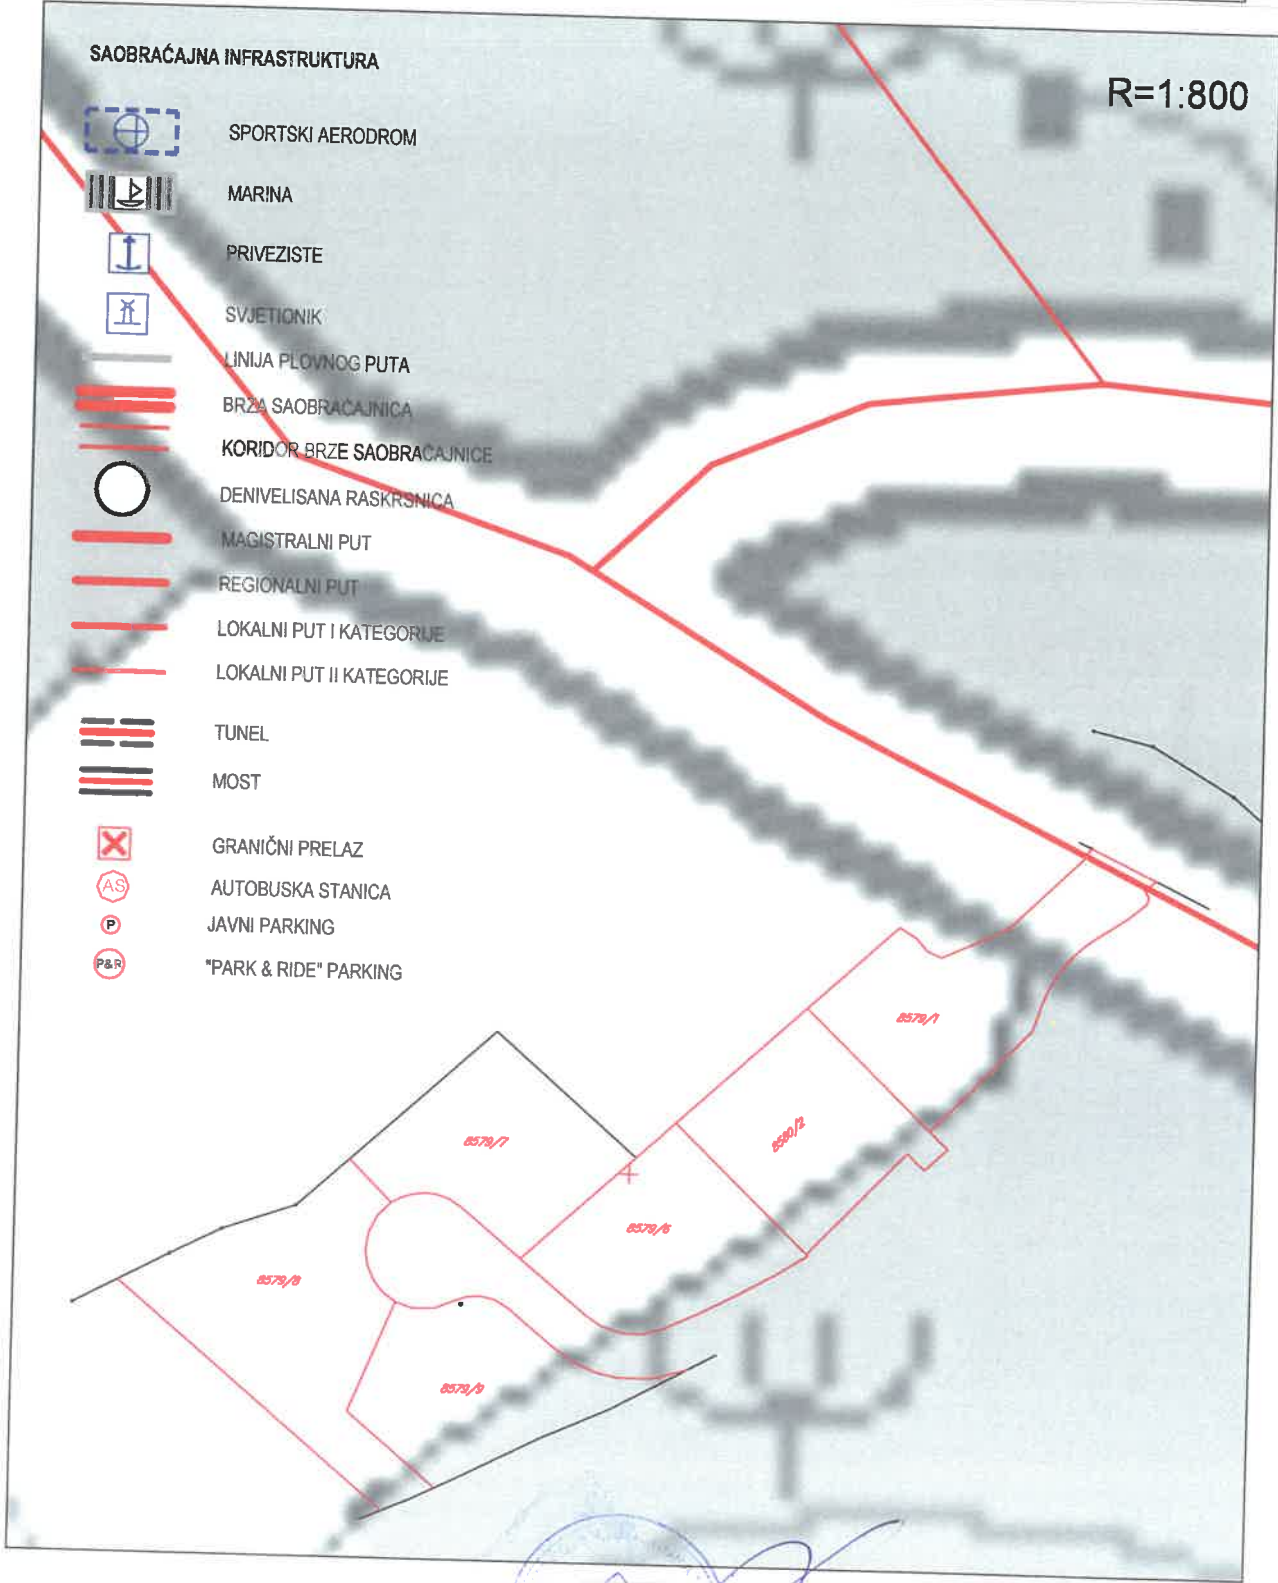 SAOBRAĆAJNA INFRASTRUKTURA
R=1:800
SPORTSKI AERODROM
MARINA
PRIVEZISTE
SVJETIONIK
LINIJA PLOVNOG PUTA
BRZA SAOBRAĆAJNICA
KORIDOR BRZE SAOBRAĆAJNICE
DENIVELISANA RASKRSNICA
MAGISTRALNI PUT
REGIONALNI PUT
LOKALNI PUT I KATEGORIJE
LOKALNI PUT II KATEGORIJE
TUNEL
MOST
GRANIČNI PRELAZ
AS AUTOBUSKA STANICA
P JAVNI PARKING
P&R "PARK & RIDE" PARKING
8579/1
8580/2
8579/7
8579/6
8579/8
8579/9